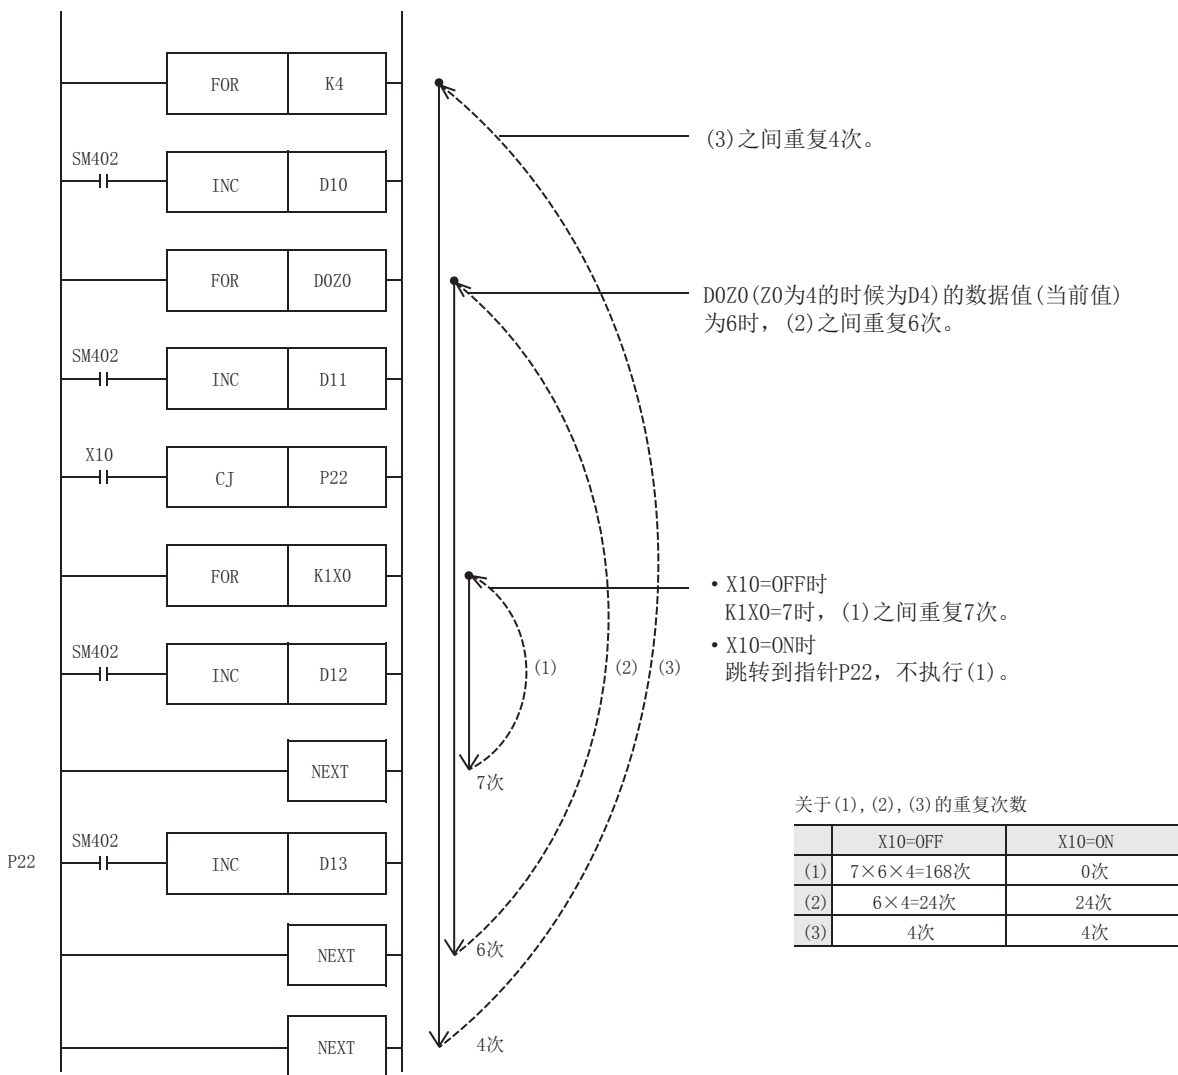 FOR K4
(3)之间重复4次。
SM402
INC D10
FOR D0Z0
D0Z0(Z0为4的时候为D4)的数据值(当前值)
为6时，(2)之间重复6次。
SM402
INC D11
X10
CJ P22
FOR K1X0
・X10=OFF时
K1X0=7时，(1)之间重复7次。
・X10=ON时
跳转到指针P22，不执行(1)。
SM402
INC D12
(1) (2) (3)
NEXT
7次
SM402
P22 INC D13
NEXT
6次
NEXT
4次
关于(1),(2),(3)的重复次数
X10=OFF X10=ON
(1) 7×6×4=168次 0次
(2) 6×4=24次 24次
(3) 4次 4次